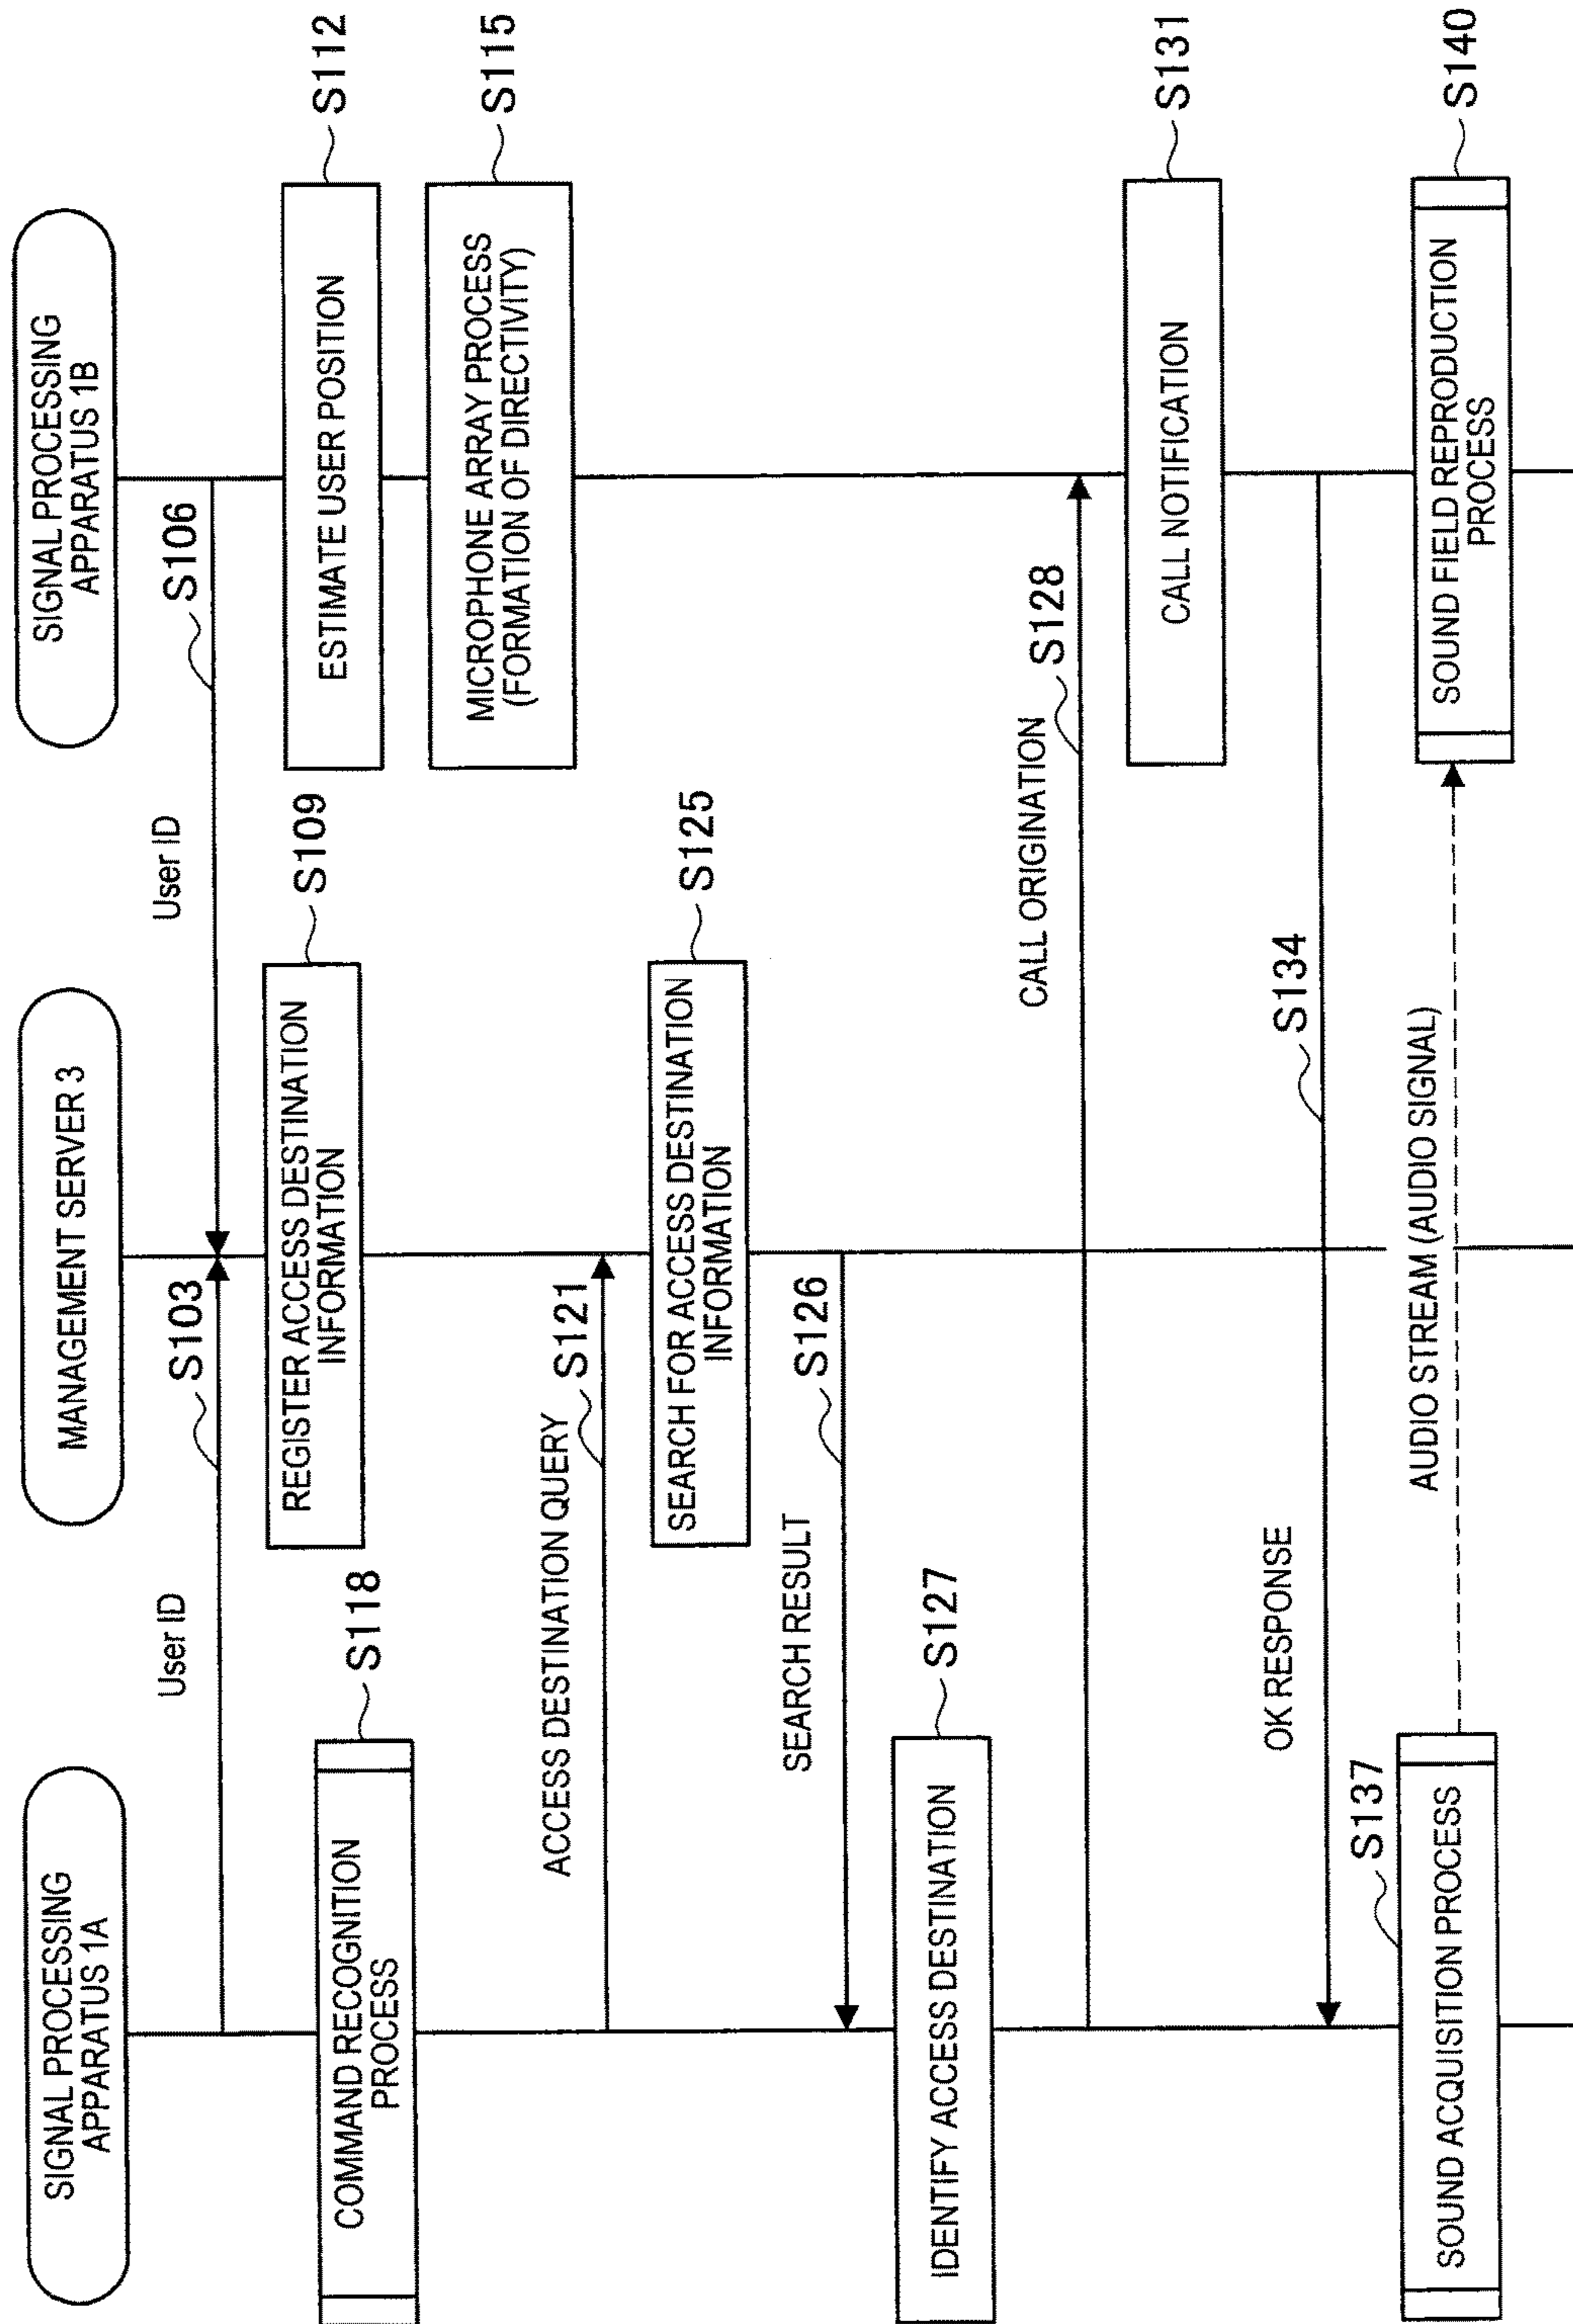 SIGNAL PROCESSING
APPARATUS 1A
MANAGEMENT SERVER 3
SIGNAL PROCESSING
APPARATUS 1B
User ID
S103
User ID
S106
COMMAND RECOGNITION
PROCESS
S118
REGISTER ACCESS DESTINATION
INFORMATION
S109
ESTIMATE USER POSITION
S112
MICROPHONE ARRAY PROCESS
(FORMATION OF DIRECTIVITY)
S115
ACCESS DESTINATION QUERY
S121
SEARCH FOR ACCESS DESTINATION
INFORMATION
S125
SEARCH RESULT
S126
IDENTIFY ACCESS DESTINATION
S127
CALL ORIGINATION
S128
CALL NOTIFICATION
S131
OK RESPONSE
S134
SOUND ACQUISITION PROCESS
S137
AUDIO STREAM (AUDIO SIGNAL)
SOUND FIELD REPRODUCTION
PROCESS
S140